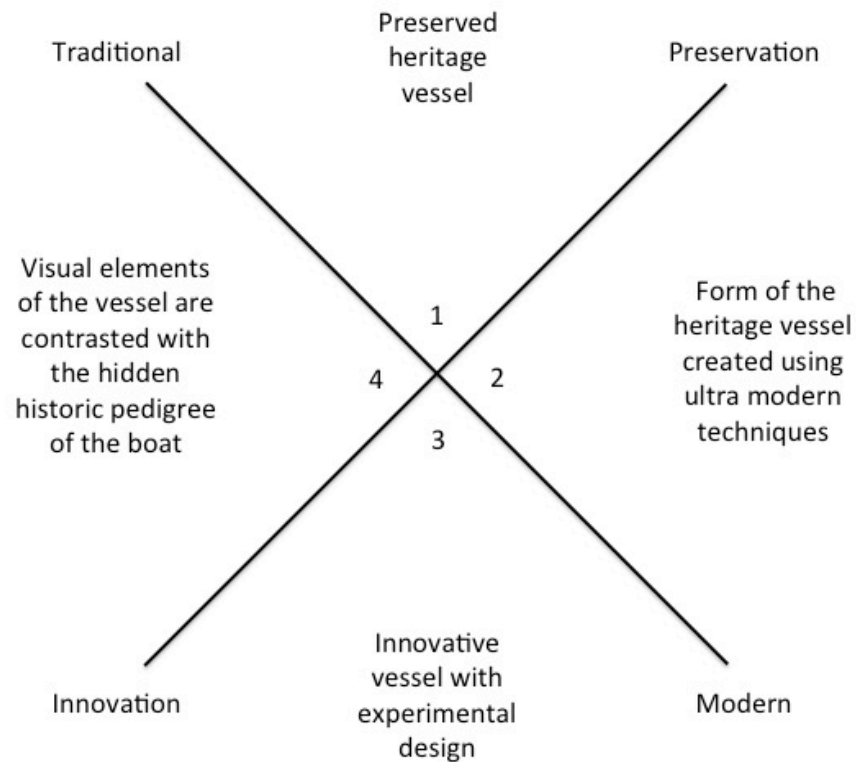 Traditional
Preserved
heritage
vessel
Preservation
Visual elements
of the vessel are
contrasted with
the hidden
historic pedigree
of the boat
1
4
2
3
Form of the
heritage vessel
created using
ultra modern
techniques
Innovation
Innovative
vessel with
experimental
design
Modern